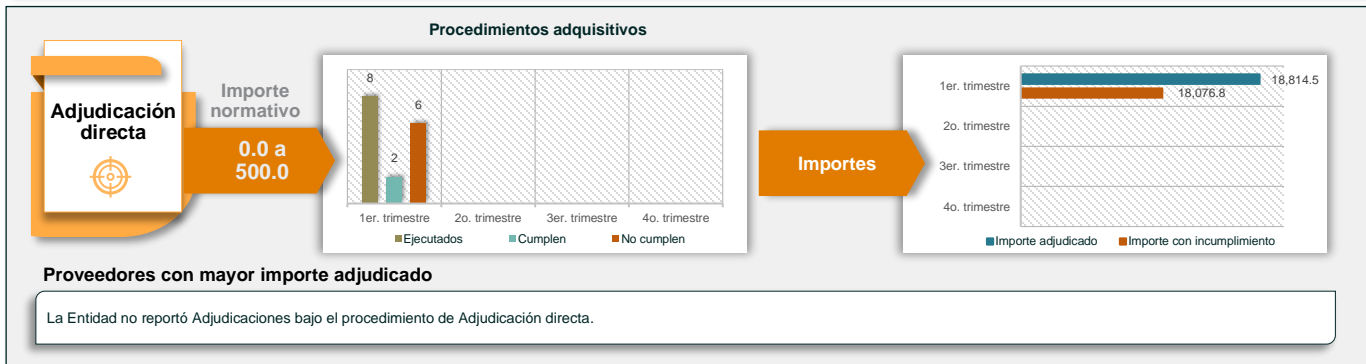 Procedimientos adquisitivos
Adjudicación
directa
Importe
normativo
0.0 a
500.0
8
2
6
1er. trimestre
2o. trimestre
3er. trimestre
4o. trimestre
Ejecutados
Cumplen
No cumplen
Importes
1er. trimestre
18,814.5
18,076.8
2o. trimestre
3er. trimestre
4o. trimestre
Importe adjudicado
Importe con incumplimiento
Proveedores con mayor importe adjudicado
La Entidad no reportó Adjudicaciones bajo el procedimiento de Adjudicación directa.